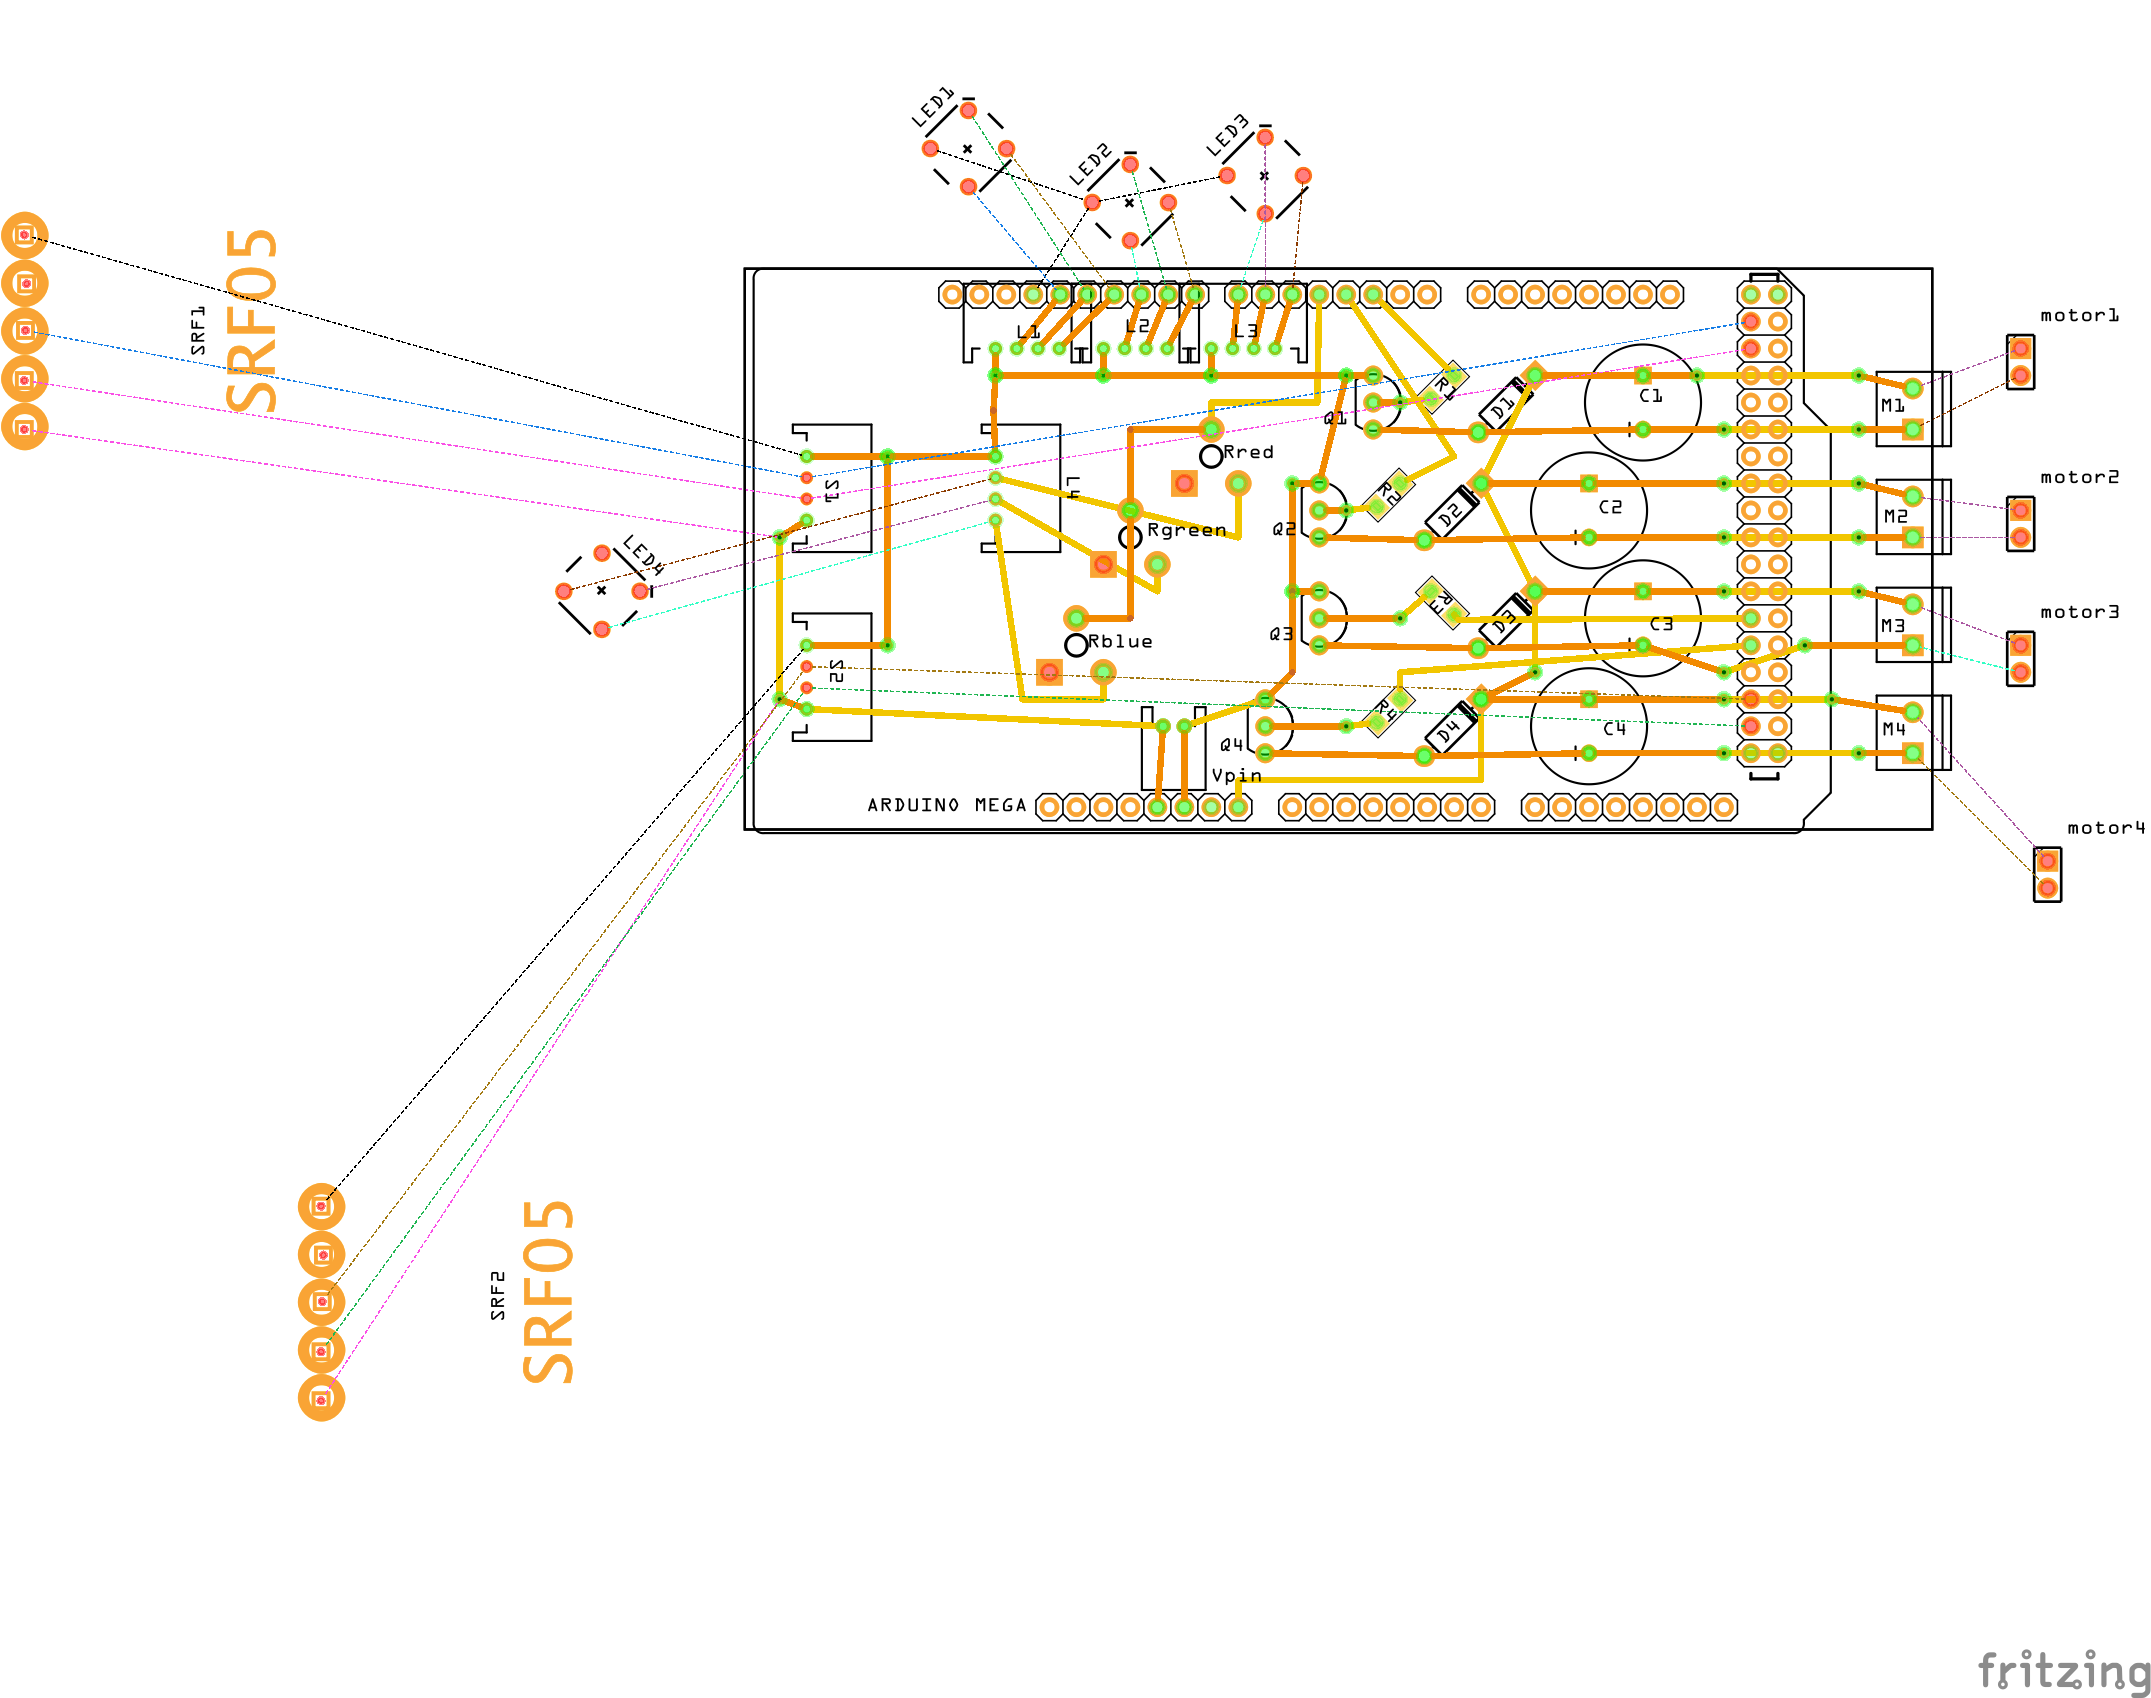 LED1
LED2
LED3
SRF05
SRF1
motor1
L1
L2
L3
R1
C1
D1
M1
Q1
Rred
motor2
S1
L4
R2
C2
D2
M2
Q2
Rgreen
LED4
motor3
R3
C3
D3
M3
Q3
Rblue
S2
R4
D4
C4
M4
Q4
Vpin
ARDUINO MEGA
motor4
SRF05
SRF2
fritzing